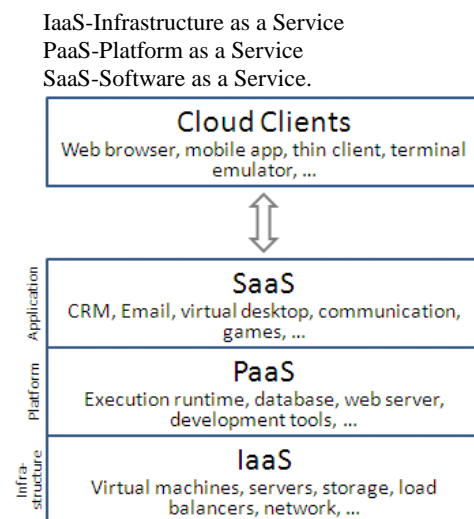 IaaS-Infrastructure as a Service
PaaS-Platform as a Service
SaaS-Software as a Service.
Cloud Clients
Web browser, mobile app, thin client, terminal
emulator, ...
Application
SaaS
CRM, Email, virtual desktop, communication,
games, ...
Platform
PaaS
Execution runtime, database, web server,
development tools, ...
Infra-
structure
IaaS
Virtual machines, servers, storage, load
balancers, network, ...